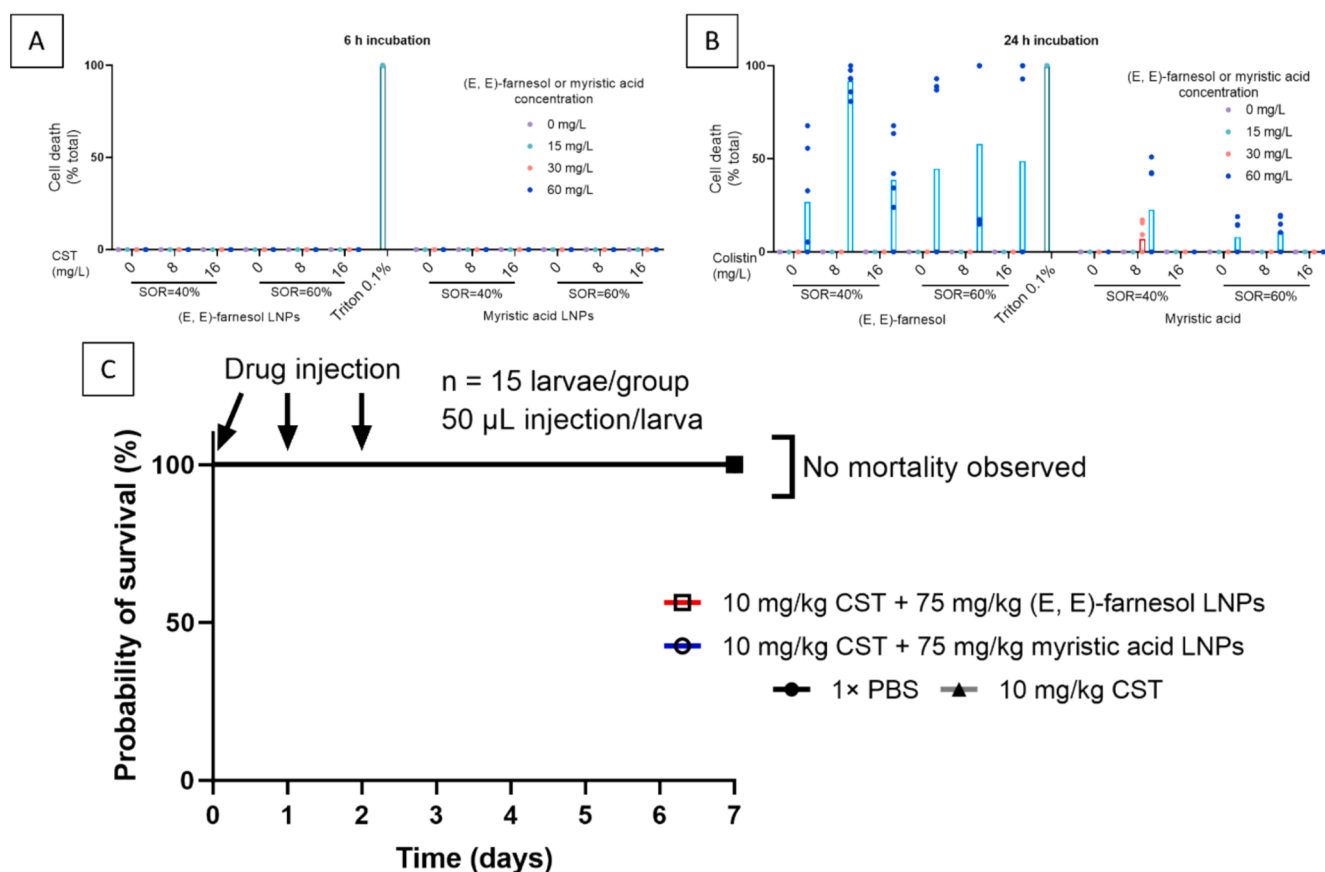 A
6 h incubation
100
50
0
Cell death
(% total)
(E, E)-farnesol or myristic acid
concentration
0 mg/L
15 mg/L
30 mg/L
60 mg/L
CST
(mg/L)
0 8 16 0 8 16 Triton 0.1% 0 8 16 0 8 16
SOR=40% SOR=60% SOR=40% SOR=60%
(E, E)-farnesol LNPs Myristic acid LNPs
B
24 h incubation
100
50
0
Cell death
(% total)
(E, E)-farnesol or myristic acid
concentration
0 mg/L
15 mg/L
30 mg/L
60 mg/L
Colistin
(mg/L)
0 8 16 0 8 16 Triton 0.1% 0 8 16 0 8 16
SOR=40% SOR=60% SOR=40% SOR=60%
(E, E)-farnesol Myristic acid
C
Drug injection
n = 15 larvae/group
50 µL injection/larva
100
50
0
Probability of survival (%)
No mortality observed
10 mg/kg CST + 75 mg/kg (E, E)-farnesol LNPs
10 mg/kg CST + 75 mg/kg myristic acid LNPs
1× PBS 10 mg/kg CST
0 1 2 3 4 5 6 7
Time (days)